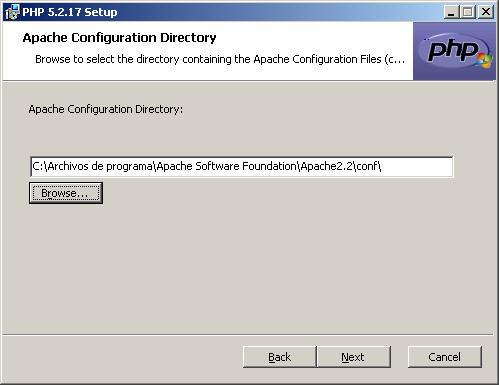 PHP 5.2.17 Setup
Apache Configuration Directory
Browse to select the directory containing the Apache Configuration Files (c...
php
Apache Configuration Directory:
C:\Archivos de programa\Apache Software Foundation\Apache2.2\conf\
Browse...
Back
Next
Cancel